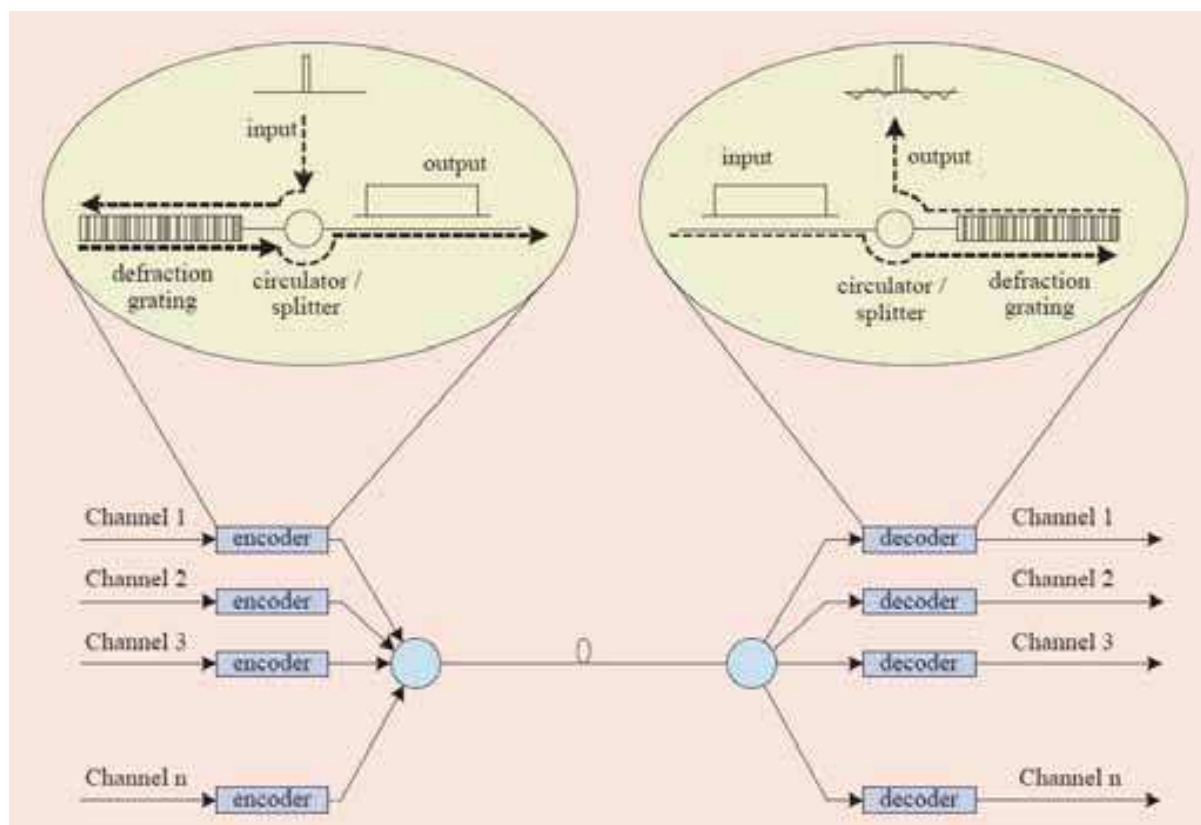 input
output
defraction
grating
circulator /
splitter
input
output
circulator /
splitter
defraction
grating
Channel 1
encoder
decoder
Channel 1
Channel 2
encoder
decoder
Channel 2
Channel 3
encoder
decoder
Channel 3
Channel n
encoder
decoder
Channel n